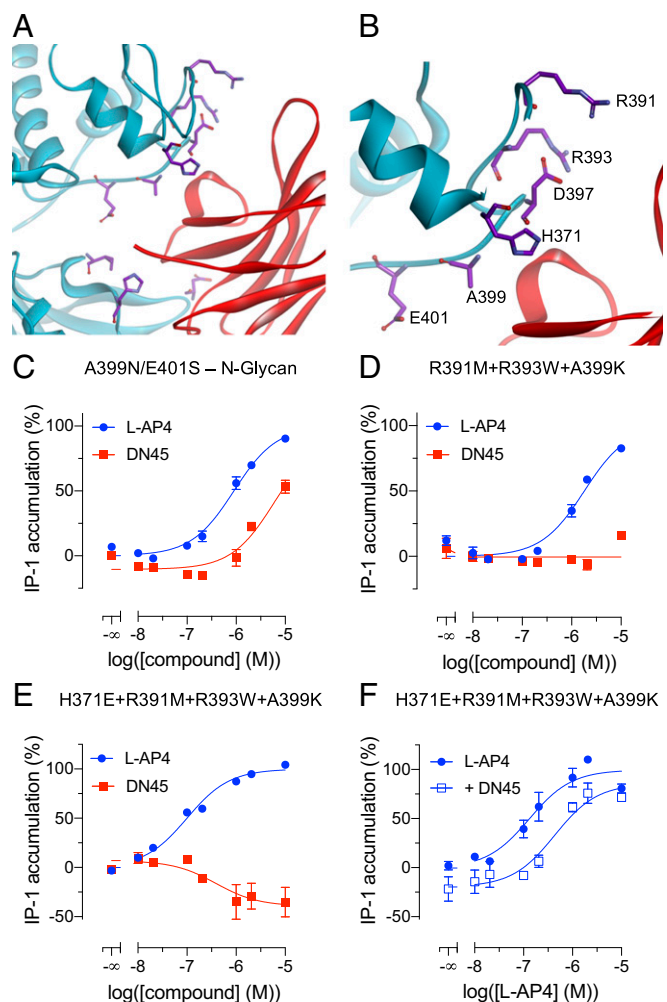 A
B
R391
R393
D397
H371
A399
E401
C
A399N/E401S – N-Glycan
IP-1 accumulation (%)
100
50
0
L-AP4
DN45
-∞
-8
-7
-6
-5
log([compound] (M))
D
R391M+R393W+A399K
IP-1 accumulation (%)
100
50
0
L-AP4
DN45
-∞
-8
-7
-6
-5
log([compound] (M))
E
H371E+R391M+R393W+A399K
IP-1 accumulation (%)
100
50
0
-50
L-AP4
DN45
-∞
-8
-7
-6
-5
log([compound] (M))
F
H371E+R391M+R393W+A399K
IP-1 accumulation (%)
100
50
0
-50
L-AP4
+ DN45
-∞
-8
-7
-6
-5
log([L-AP4] (M))